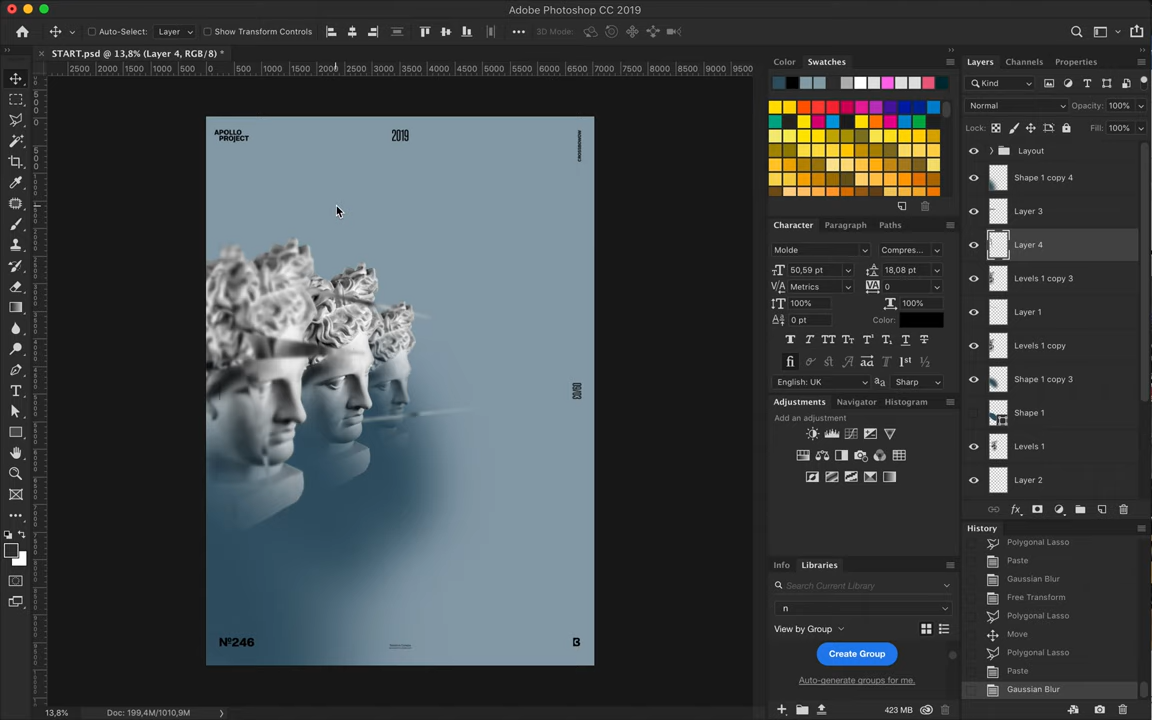 Adobe Photoshop CC 2019
Auto-Select:
Layer
Show Transform Controls
3D Mode:
START.psd @ 13,8% (Layer 4, RGB/8) *
2500 2000 1500 1000 500 0 500 1000 1500 2000 2500 3000 3500 4000 4500 5000 5500 6000 6500 7000 7500 8000 8500 9000 9500
APOLLO
PROJECT
2019
Nº246
13,8%
Doc: 199,4M/1010,9M
Color
Swatches
Character
Paragraph
Paths
Molde
Compres...
50,59 pt
18,08 pt
Metrics
0
100%
100%
0 pt
Color:
English: UK
Sharp
Adjustments
Navigator
Histogram
Add an adjustment
Info
Libraries
Search Current Library
n
View by Group
Create Group
Auto-generate groups for me.
423 MB
Layers
Channels
Properties
Kind
Normal
Opacity: 100%
Lock:
Fill: 100%
Layout
Shape 1 copy 4
Layer 3
Layer 4
Levels 1 copy 3
Layer 1
Levels 1 copy
Shape 1 copy 3
Shape 1
Levels 1
Layer 2
History
Polygonal Lasso
Paste
Gaussian Blur
Free Transform
Polygonal Lasso
Move
Polygonal Lasso
Paste
Gaussian Blur